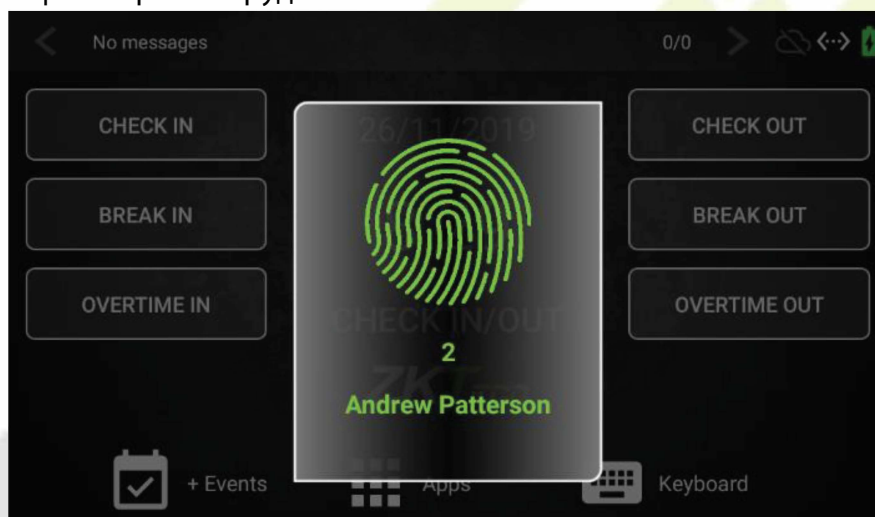 No messages
0/0
CHECK IN
26/11/2019
CHECK OUT
BREAK IN
BREAK OUT
OVERTIME IN
OVERTIME OUT
CHECK IN/OUT
2
Andrew Patterson
+ Events
Apps
Keyboard